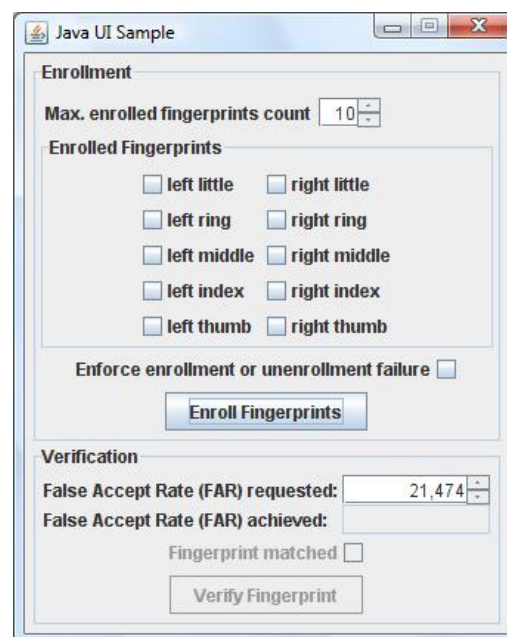 Java UI Sample
Enrollment
Max. enrolled fingerprints count 10
Enrolled Fingerprints
left little right little
left ring right ring
left middle right middle
left index right index
left thumb right thumb
Enforce enrollment or unenrollment failure
Enroll Fingerprints
Verification
False Accept Rate (FAR) requested: 21,474
False Accept Rate (FAR) achieved:
Fingerprint matched
Verify Fingerprint